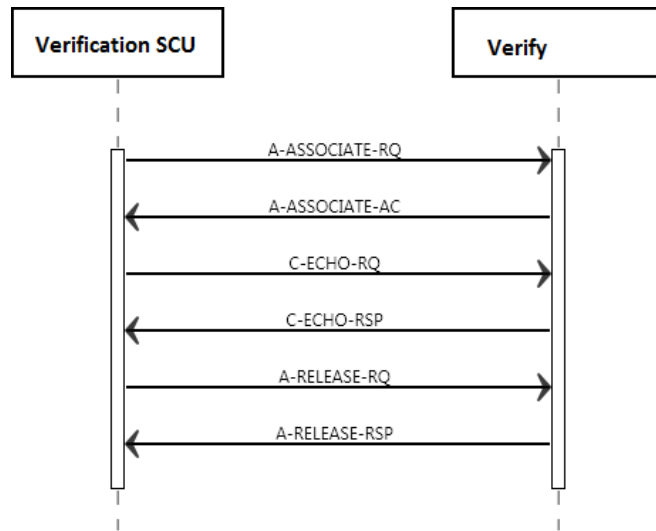 Verification SCU
Verify
A-ASSOCIATE-RQ
A-ASSOCIATE-AC
C-ECHO-RQ
C-ECHO-RSP
A-RELEASE-RQ
A-RELEASE-RSP